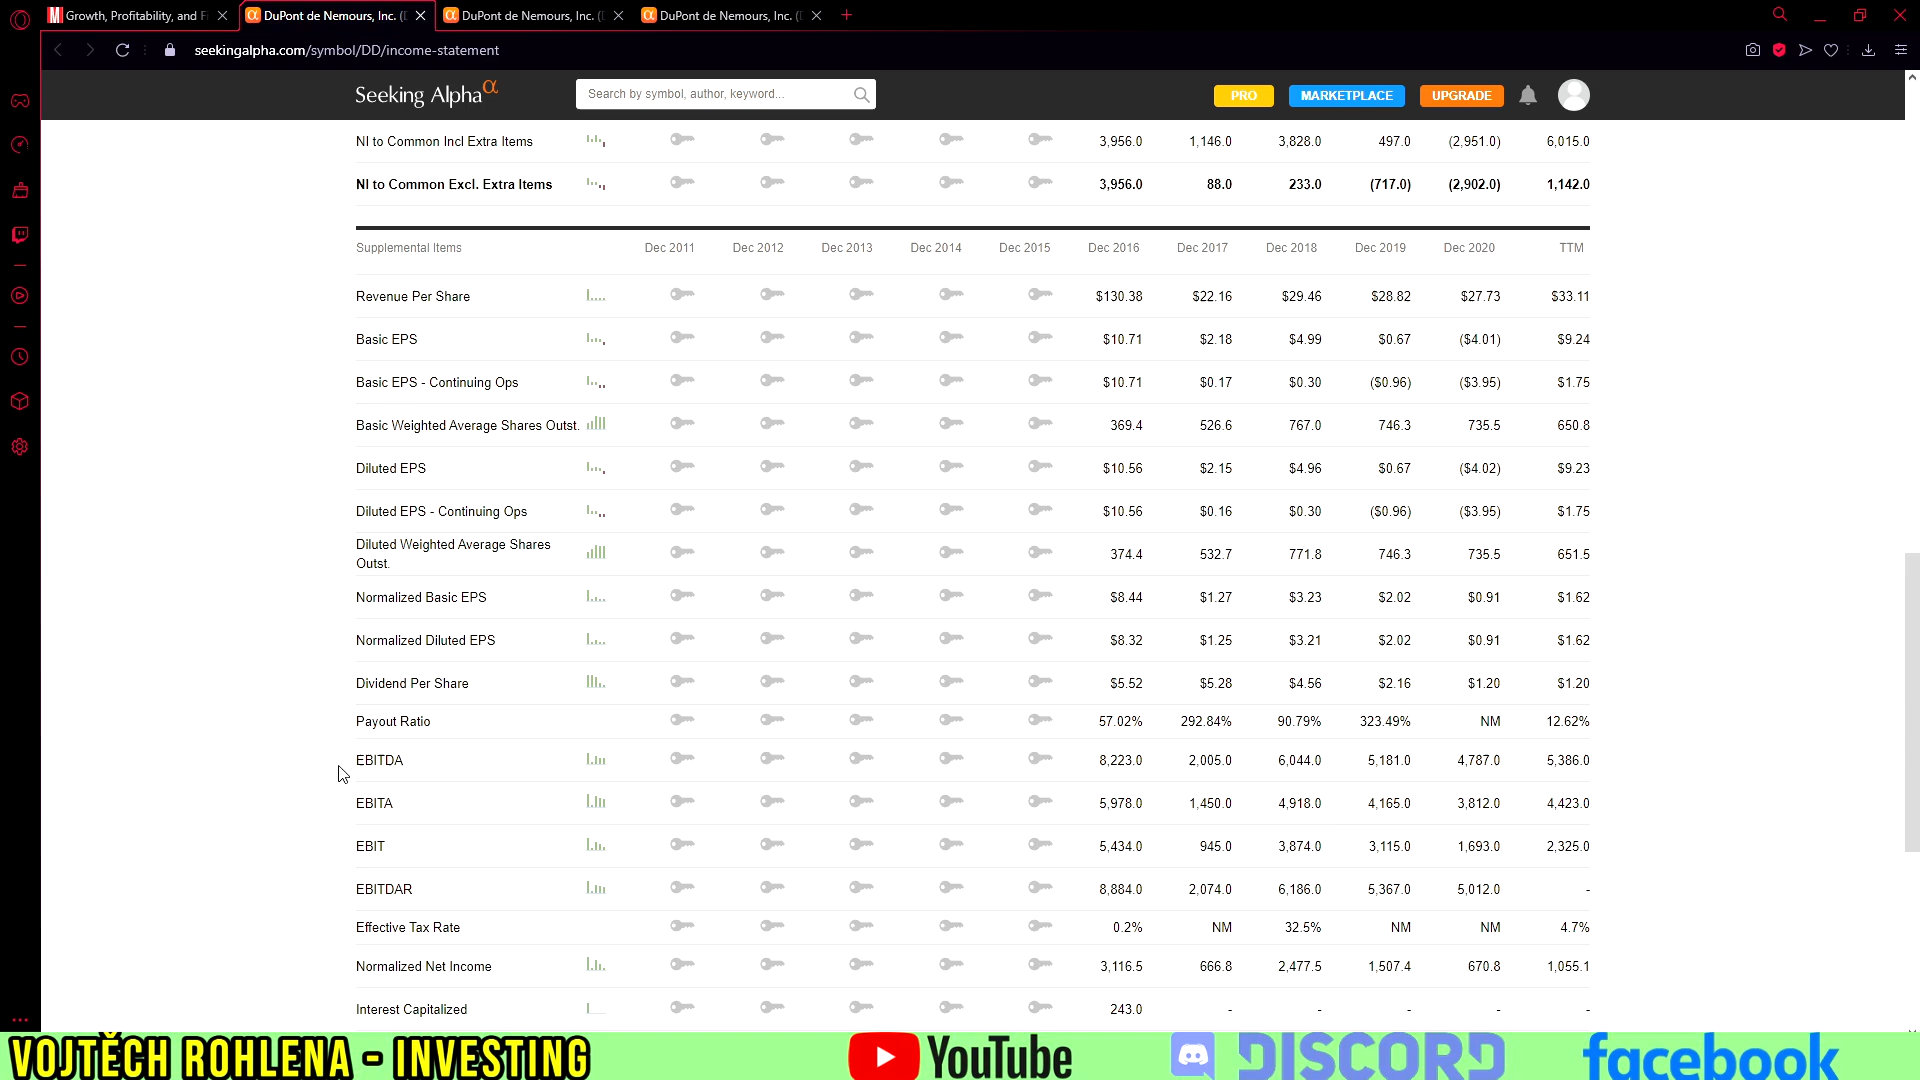 Growth, Profitability, and F
DuPont de Nemours, Inc. (
DuPont de Nemours, Inc. (
DuPont de Nemours, Inc. (
seekingalpha.com/symbol/DD/income-statement
Seeking Alpha α
Search by symbol, author, keyword...
PRO
MARKETPLACE
UPGRADE
NI to Common Incl Extra Items 3,956.0 1,146.0 3,828.0 497.0 (2,951.0) 6,015.0
NI to Common Excl. Extra Items 3,956.0 88.0 233.0 (717.0) (2,902.0) 1,142.0
Supplemental Items Dec 2011 Dec 2012 Dec 2013 Dec 2014 Dec 2015 Dec 2016 Dec 2017 Dec 2018 Dec 2019 Dec 2020 TTM
Revenue Per Share $130.38 $22.16 $29.46 $28.82 $27.73 $33.11
Basic EPS $10.71 $2.18 $4.99 $0.67 ($4.01) $9.24
Basic EPS - Continuing Ops $10.71 $0.17 $0.30 ($0.96) ($3.95) $1.75
Basic Weighted Average Shares Outst. 369.4 526.6 767.0 746.3 735.5 650.8
Diluted EPS $10.56 $2.15 $4.96 $0.67 ($4.02) $9.23
Diluted EPS - Continuing Ops $10.56 $0.16 $0.30 ($0.96) ($3.95) $1.75
Diluted Weighted Average Shares
Outst. 374.4 532.7 771.8 746.3 735.5 651.5
Normalized Basic EPS $8.44 $1.27 $3.23 $2.02 $0.91 $1.62
Normalized Diluted EPS $8.32 $1.25 $3.21 $2.02 $0.91 $1.62
Dividend Per Share $5.52 $5.28 $4.56 $2.16 $1.20 $1.20
Payout Ratio 57.02% 292.84% 90.79% 323.49% NM 12.62%
EBITDA 8,223.0 2,005.0 6,044.0 5,181.0 4,787.0 5,386.0
EBITA 5,978.0 1,450.0 4,918.0 4,165.0 3,812.0 4,423.0
EBIT 5,434.0 945.0 3,874.0 3,115.0 1,693.0 2,325.0
EBITDAR 8,884.0 2,074.0 6,186.0 5,367.0 5,012.0 -
Effective Tax Rate 0.2% NM 32.5% NM NM 4.7%
Normalized Net Income 3,116.5 666.8 2,477.5 1,507.4 670.8 1,055.1
Interest Capitalized 243.0 - - - - -
VOJTĚCH ROHLENA - INVESTING
YouTube
DISCORD
facebook